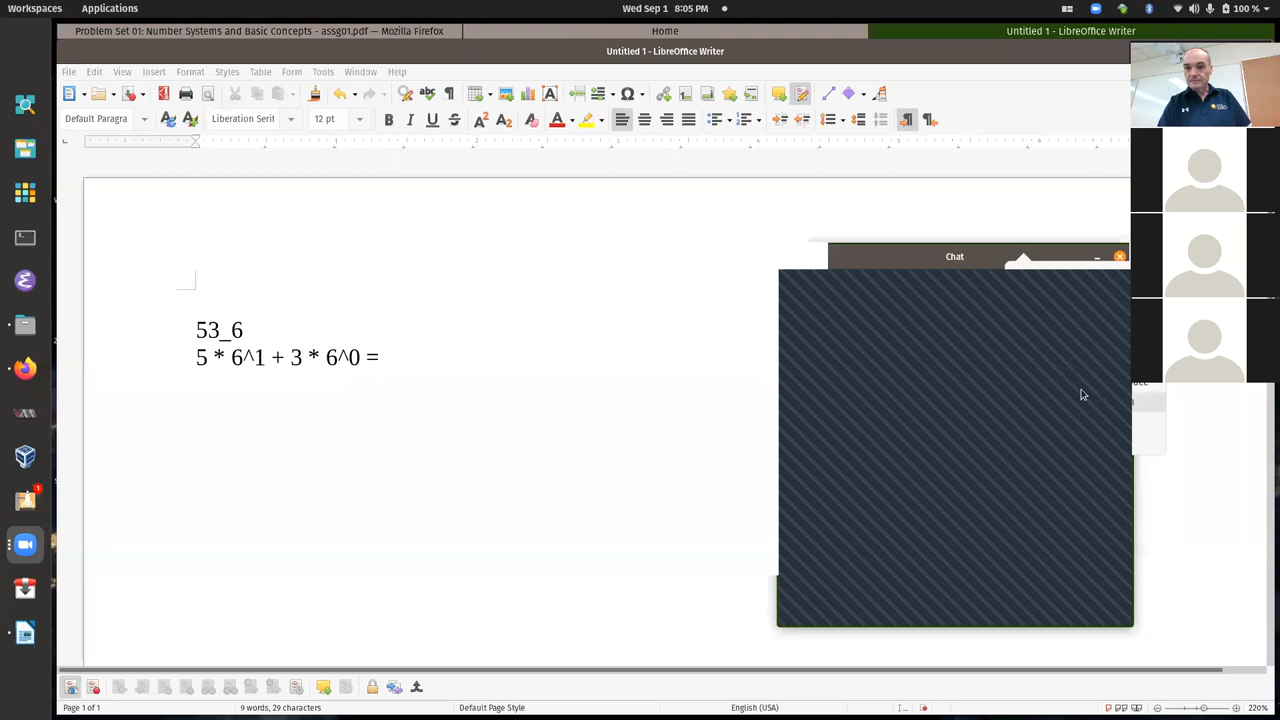 Workspaces Applications Wed Sep 1 8:05 PM 100 %
Problem Set 01: Number Systems and Basic Concepts - assg01.pdf — Mozilla Firefox Home Untitled 1 - LibreOffice Writer
Untitled 1 - LibreOffice Writer
File Edit View Insert Format Styles Table Form Tools Window Help
Default Paragra Liberation Serif 12 pt
Chat
53_6
5 * 6^1 + 3 * 6^0 =
1
Page 1 of 1 9 words, 29 characters Default Page Style English (USA) 220%